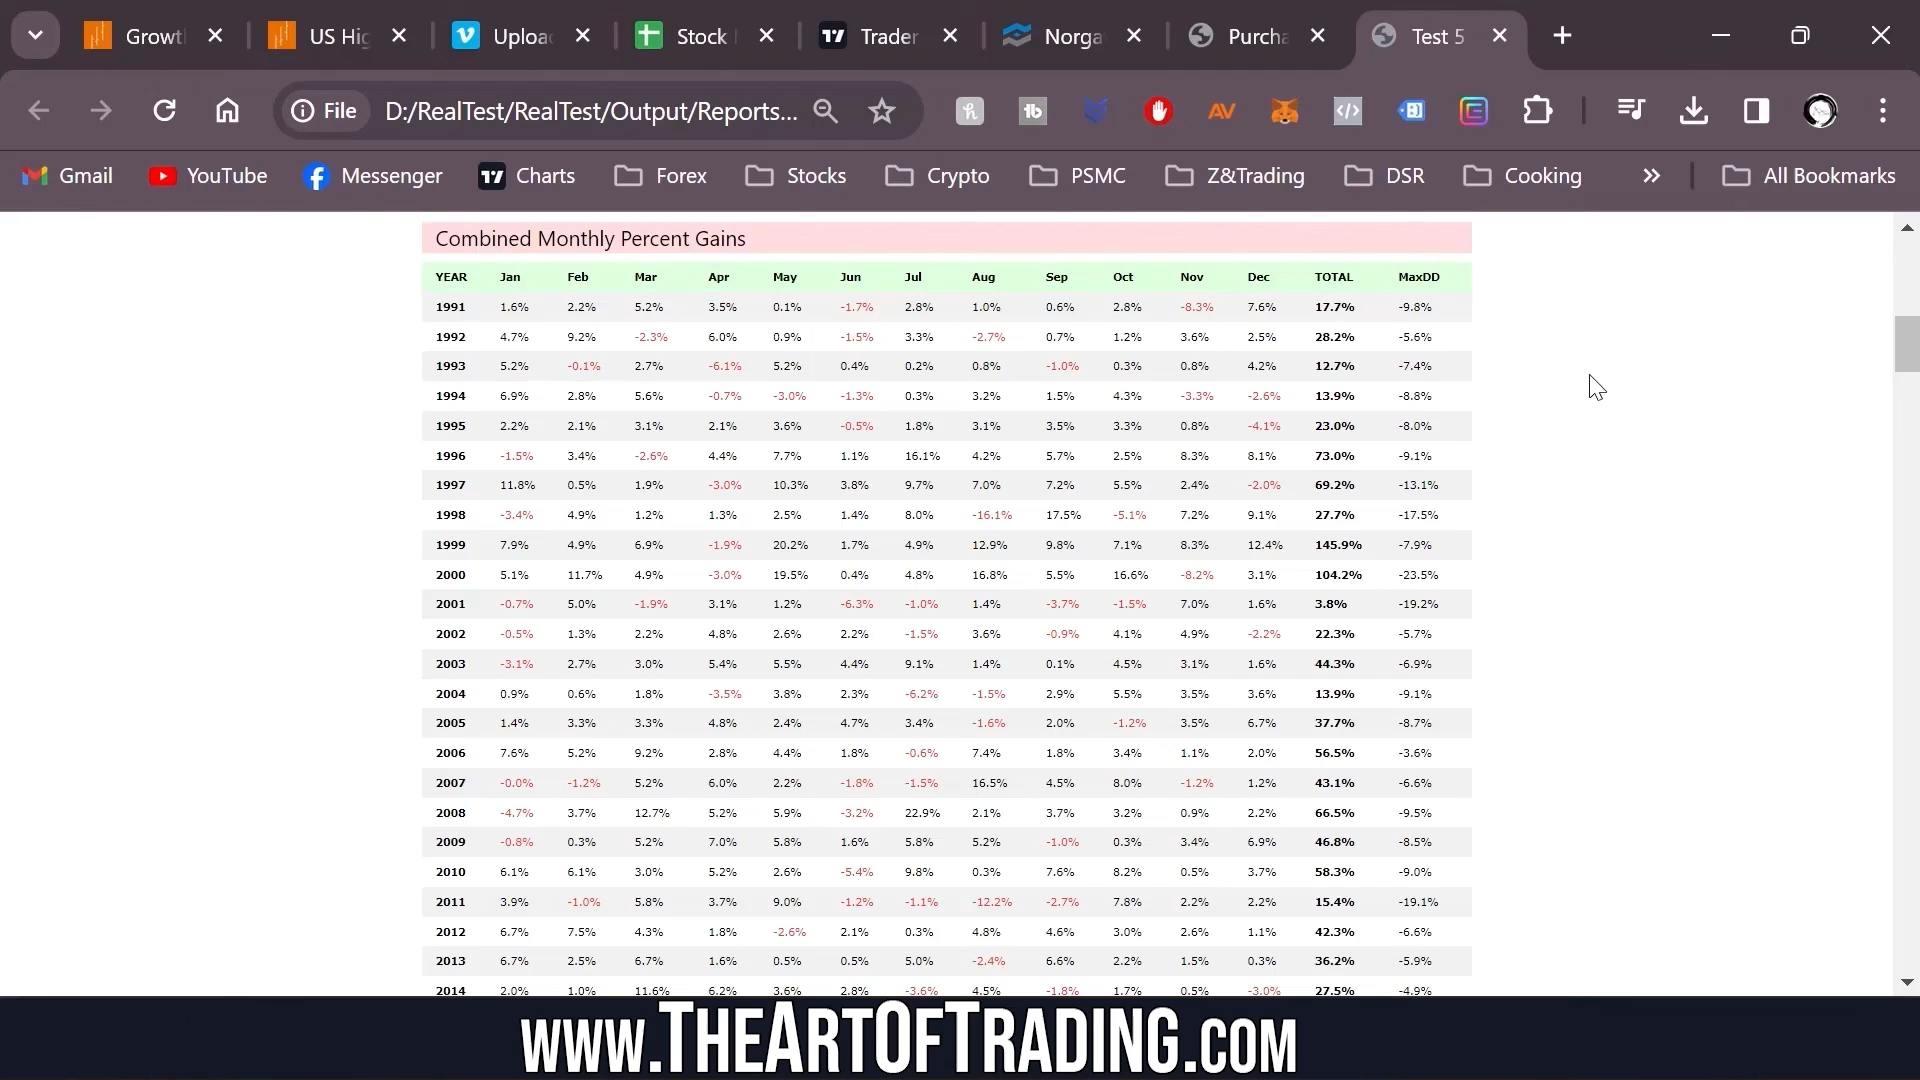 Growt US Hig Uploa Stock Trader Norga Purcha Test 5
File D:/RealTest/RealTest/Output/Reports...
Gmail YouTube Messenger Charts Forex Stocks Crypto PSMC Z&Trading DSR Cooking All Bookmarks
Combined Monthly Percent Gains
YEAR Jan Feb Mar Apr May Jun Jul Aug Sep Oct Nov Dec TOTAL MaxDD
1991 1.6% 2.2% 5.2% 3.5% 0.1% -1.7% 2.8% 1.0% 0.6% 2.8% -8.3% 7.6% 17.7% -9.8%
1992 4.7% 9.2% -2.3% 6.0% 0.9% -1.5% 3.3% -2.7% 0.7% 1.2% 3.6% 2.5% 28.2% -5.6%
1993 5.2% -0.1% 2.7% -6.1% 5.2% 0.4% 0.2% 0.8% -1.0% 0.3% 0.8% 4.2% 12.7% -7.4%
1994 6.9% 2.8% 5.6% -0.7% -3.0% -1.3% 0.3% 3.2% 1.5% 4.3% -3.3% -2.6% 13.9% -8.8%
1995 2.2% 2.1% 3.1% 2.1% 3.6% -0.5% 1.8% 3.1% 3.5% 3.3% 0.8% -4.1% 23.0% -8.0%
1996 -1.5% 3.4% -2.6% 4.4% 7.7% 1.1% 16.1% 4.2% 5.7% 2.5% 8.3% 8.1% 73.0% -9.1%
1997 11.8% 0.5% 1.9% -3.0% 10.3% 3.8% 9.7% 7.0% 7.2% 5.5% 2.4% -2.0% 69.2% -13.1%
1998 -3.4% 4.9% 1.2% 1.3% 2.5% 1.4% 8.0% -16.1% 17.5% -5.1% 7.2% 9.1% 27.7% -17.5%
1999 7.9% 4.9% 6.9% -1.9% 20.2% 1.7% 4.9% 12.9% 9.8% 7.1% 8.3% 12.4% 145.9% -7.9%
2000 5.1% 11.7% 4.9% -3.0% 19.5% 0.4% 4.8% 16.8% 5.5% 16.6% -8.2% 3.1% 104.2% -23.5%
2001 -0.7% 5.0% -1.9% 3.1% 1.2% -6.3% -1.0% 1.4% -3.7% -1.5% 7.0% 1.6% 3.8% -19.2%
2002 -0.5% 1.3% 2.2% 4.8% 2.6% 2.2% -1.5% 3.6% -0.9% 4.1% 4.9% -2.2% 22.3% -5.7%
2003 -3.1% 2.7% 3.0% 5.4% 5.5% 4.4% 9.1% 1.4% 0.1% 4.5% 3.1% 1.6% 44.3% -6.9%
2004 0.9% 0.6% 1.8% -3.5% 3.8% 2.3% -6.2% -1.5% 2.9% 5.5% 3.5% 3.6% 13.9% -9.1%
2005 1.4% 3.3% 3.3% 4.8% 2.4% 4.7% 3.4% -1.6% 2.0% -1.2% 3.5% 6.7% 37.7% -8.7%
2006 7.6% 5.2% 9.2% 2.8% 4.4% 1.8% -0.6% 7.4% 1.8% 3.4% 1.1% 2.0% 56.5% -3.6%
2007 -0.0% -1.2% 5.2% 6.0% 2.2% -1.8% -1.5% 16.5% 4.5% 8.0% -1.2% 1.2% 43.1% -6.6%
2008 -4.7% 3.7% 12.7% 5.2% 5.9% -3.2% 22.9% 2.1% 3.7% 3.2% 0.9% 2.2% 66.5% -9.5%
2009 -0.8% 0.3% 5.2% 7.0% 5.8% 1.6% 5.8% 5.2% -1.0% 0.3% 3.4% 6.9% 46.8% -8.5%
2010 6.1% 6.1% 3.0% 5.2% 2.6% -5.4% 9.8% 0.3% 7.6% 8.2% 0.5% 3.7% 58.3% -9.0%
2011 3.9% -1.0% 5.8% 3.7% 9.0% -1.2% -1.1% -12.2% -2.7% 7.8% 2.2% 2.2% 15.4% -19.1%
2012 6.7% 7.5% 4.3% 1.8% -2.6% 2.1% 0.3% 4.8% 4.6% 3.0% 2.6% 1.1% 42.3% -6.6%
2013 6.7% 2.5% 6.7% 1.6% 0.5% 0.5% 5.0% -2.4% 6.6% 2.2% 1.5% 0.3% 36.2% -5.9%
2014 2.0% 1.0% 11.6% 6.2% 3.6% 2.8% -3.6% 4.5% -1.8% 1.7% 0.5% -3.0% 27.5% -4.9%
www.TheArtOfTrading.com